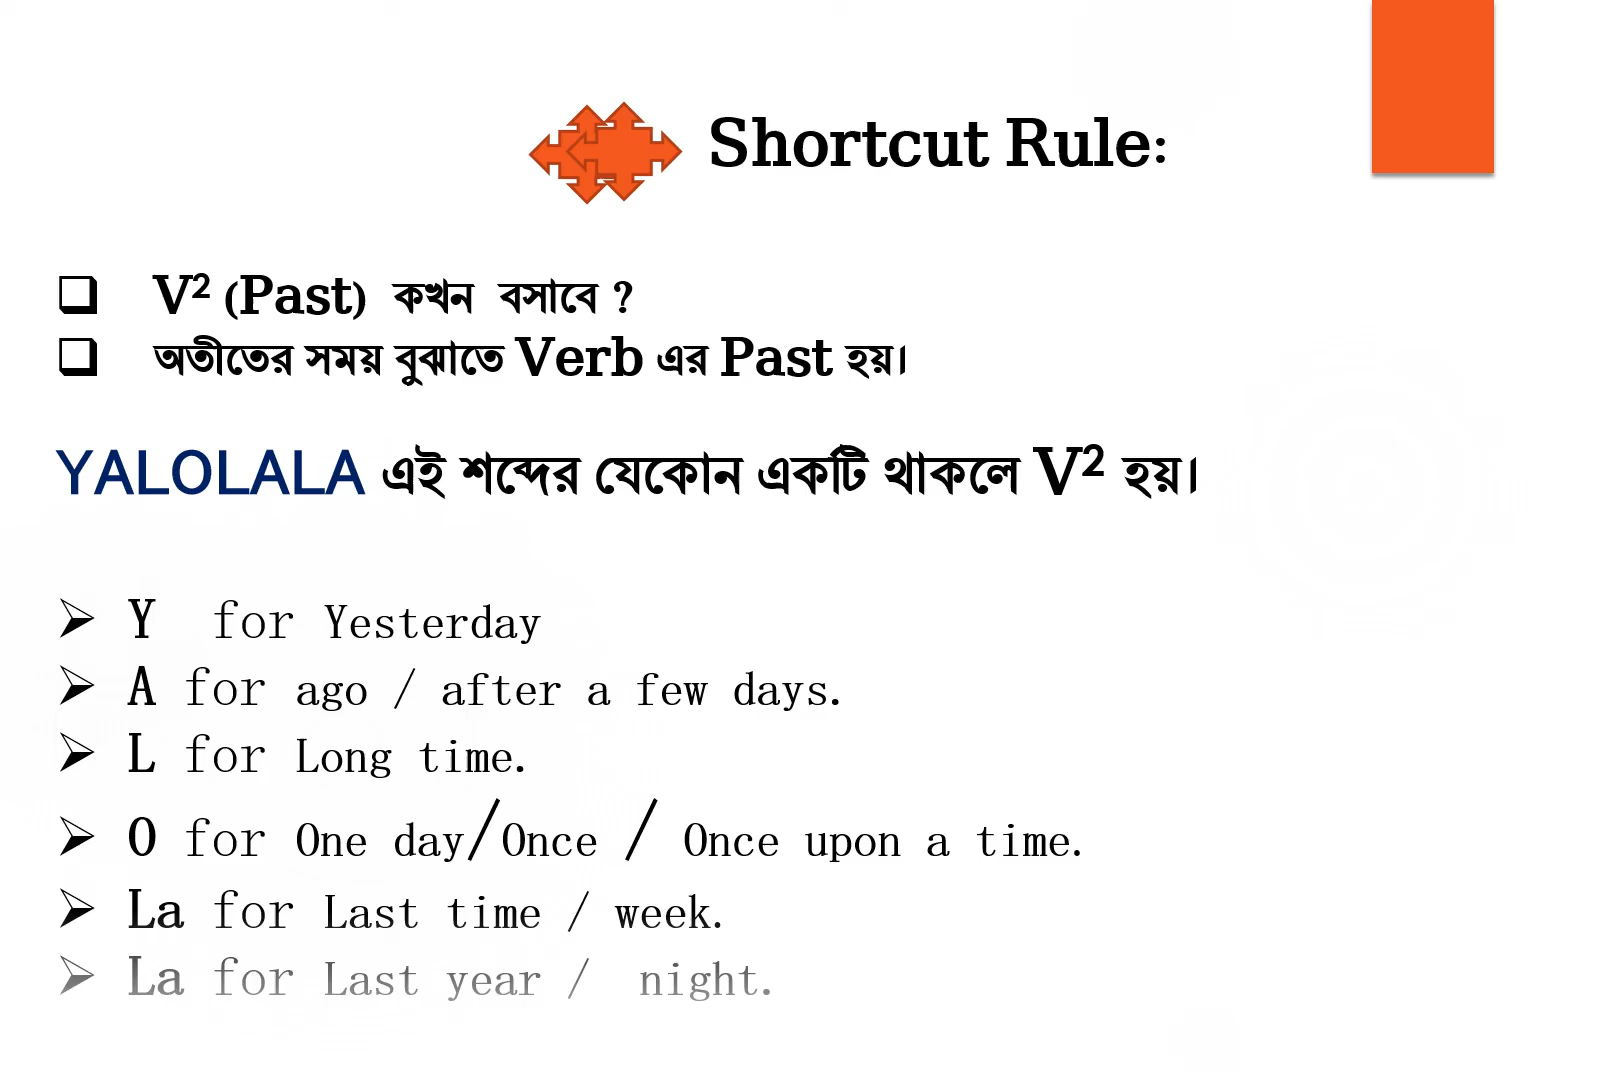 Shortcut Rule:
V² (Past) কখন বসাবে ?
অতীতের সময় বুঝাতে Verb এর Past হয়।
YALOLALA এই শব্দের যেকোন একটি থাকলে V² হয়।
Y for Yesterday
A for ago / after a few days.
L for Long time.
O for One day/Once / Once upon a time.
La for Last time / week.
La for Last year / night.